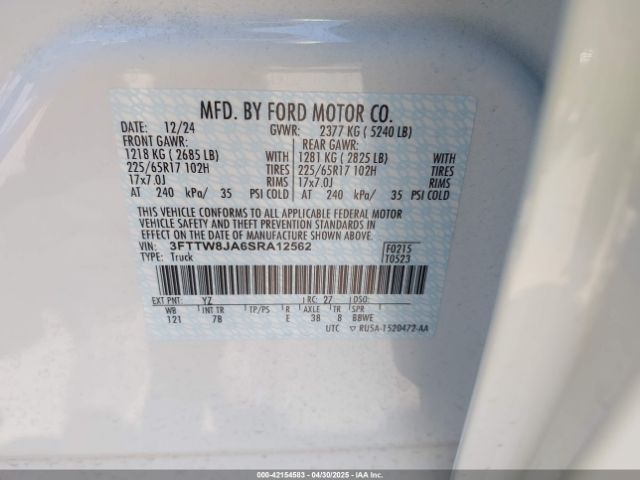 MFD. BY FORD MOTOR CO.
DATE: 12/24 GVWR: 2377 KG (5240 LB)
FRONT GAWR: REAR GAWR:
1218 KG (2685 LB) WITH 1281 KG (2825 LB) WITH
225/65R17 102H TIRES 225/65R17 102H TIRES
17x7.0J RIMS 17x7.0J RIMS
AT 240 kPa/ 35 PSI COLD AT 240 kPa/ 35 PSI COLD
THIS VEHICLE CONFORMS TO ALL APPLICABLE FEDERAL MOTOR
VEHICLE SAFETY AND BUMPER STANDARDS IN EFFECT ON THE DATE OF
MANUFACTURE SHOWN ABOVE.
VIN: 3FTTW8JA6SRA12562 F0215
TYPE: Truck T0523
EXT PNT: YZ RC: 27 DSO:
WB INT TR TP/PS R AXLE TR SPR
121 7B E 38 8 BBWE
UTC ▽ RU5A-1520472-AA
000-42154583 - 04/30/2025 - IAA Inc.